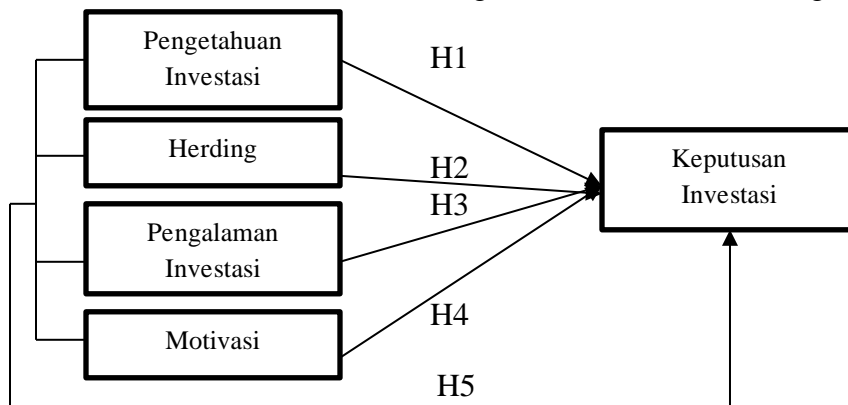 Pengetahuan
Investasi
H1
Herding
H2
Keputusan
Investasi
H3
Pengalaman
Investasi
H4
Motivasi
H5